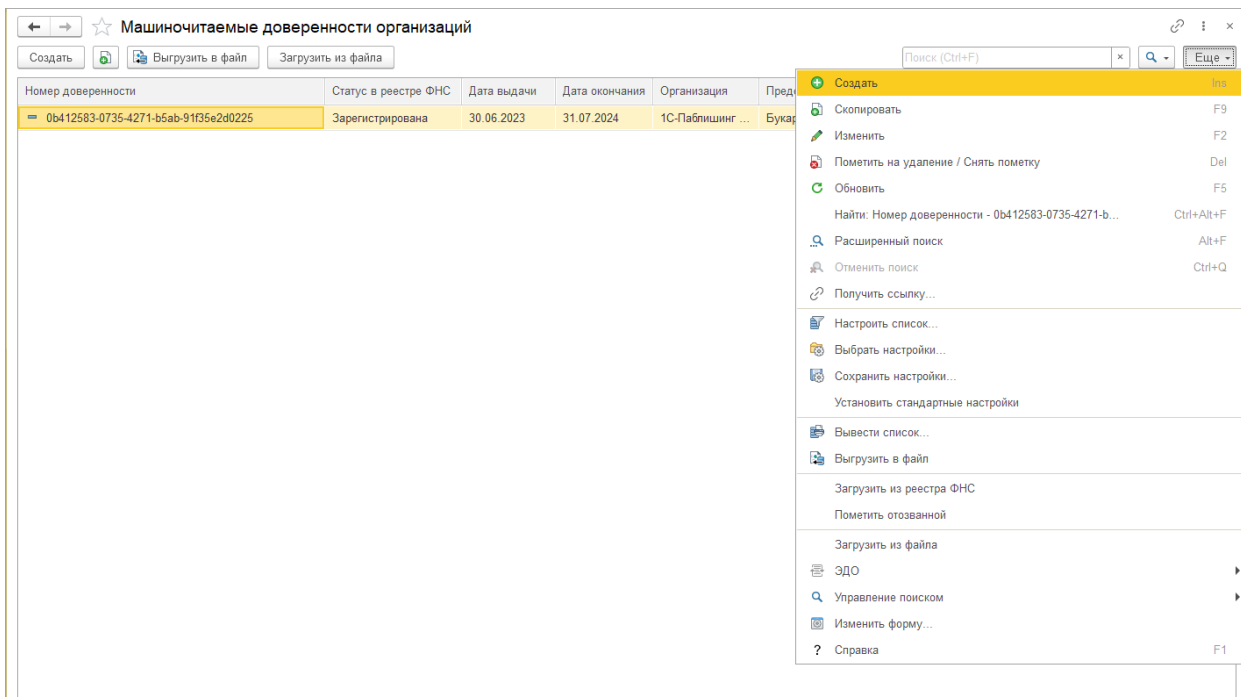 Машиночитаемые доверенности организаций
Создать Выгрузить в файл Загрузить из файла Поиск (Ctrl+F) × Еще
Номер доверенности Статус в реестре ФНС Дата выдачи Дата окончания Организация
0b412583-0735-4271-b5ab-91f35e2d0225 Зарегистрирована 30.06.2023 31.07.2024 1С-Паблишинг ...
Создать Ins
Скопировать F9
Изменить F2
Пометить на удаление / Снять пометку Del
Обновить F5
Найти: Номер доверенности - 0b412583-0735-4271-b... Ctrl+Alt+F
Расширенный поиск Alt+F
Отменить поиск Ctrl+Q
Получить ссылку...
Настроить список...
Выбрать настройки...
Сохранить настройки...
Установить стандартные настройки
Вывести список...
Выгрузить в файл
Загрузить из реестра ФНС
Пометить отозванной
Загрузить из файла
ЭДО
Управление поиском
Изменить форму...
? Справка F1